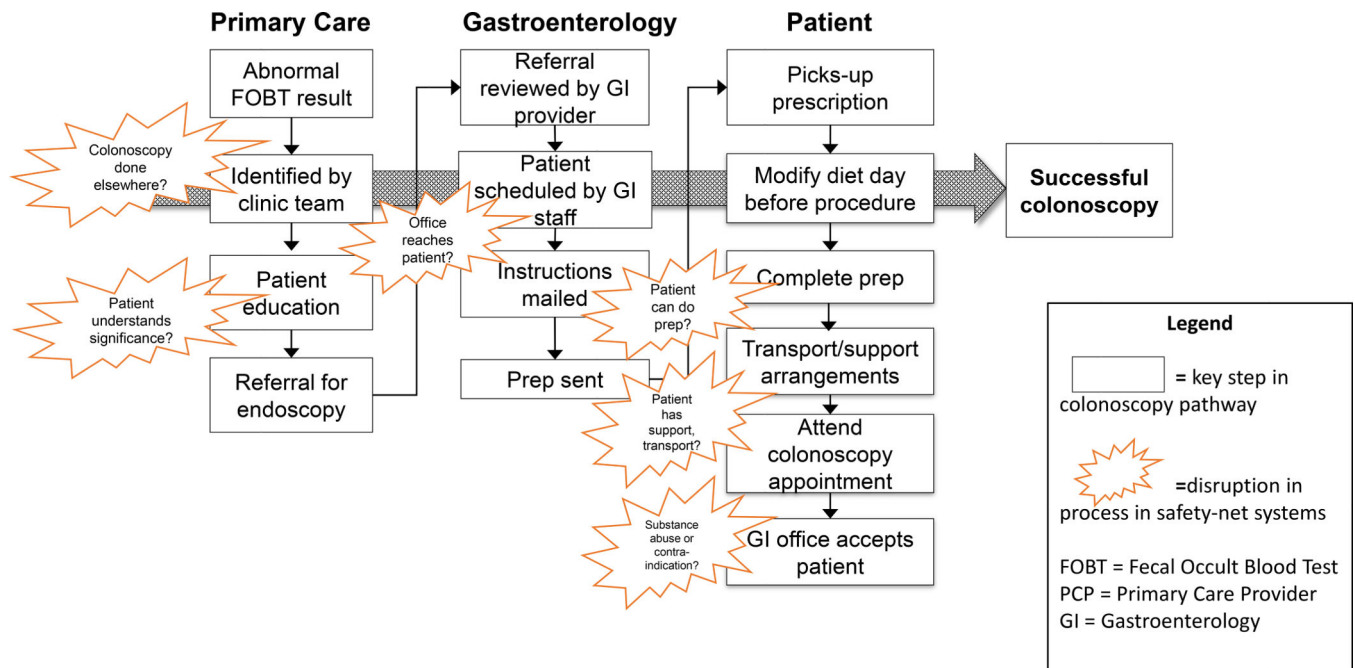 Primary Care
Abnormal
FOBT result
Colonoscopy
done
elsewhere?
Identified by
clinic team
Patient
understands
significance?
Patient
education
Referral for
endoscopy
Gastroenterology
Referral
reviewed by GI
provider
Office
reaches
patient?
Patient
scheduled by GI
staff
Instructions
mailed
Prep sent
Patient
Picks-up
prescription
Modify diet day
before procedure
Patient
can do
prep?
Complete prep
Patient
has
support,
transport?
Transport/support
arrangements
Attend
colonoscopy
appointment
Substance
abuse or
contra-
indication?
GI office accepts
patient
Successful
colonoscopy
Legend
= key step in
colonoscopy pathway
=disruption in
process in safety-net systems
FOBT = Fecal Occult Blood Test
PCP = Primary Care Provider
GI = Gastroenterology